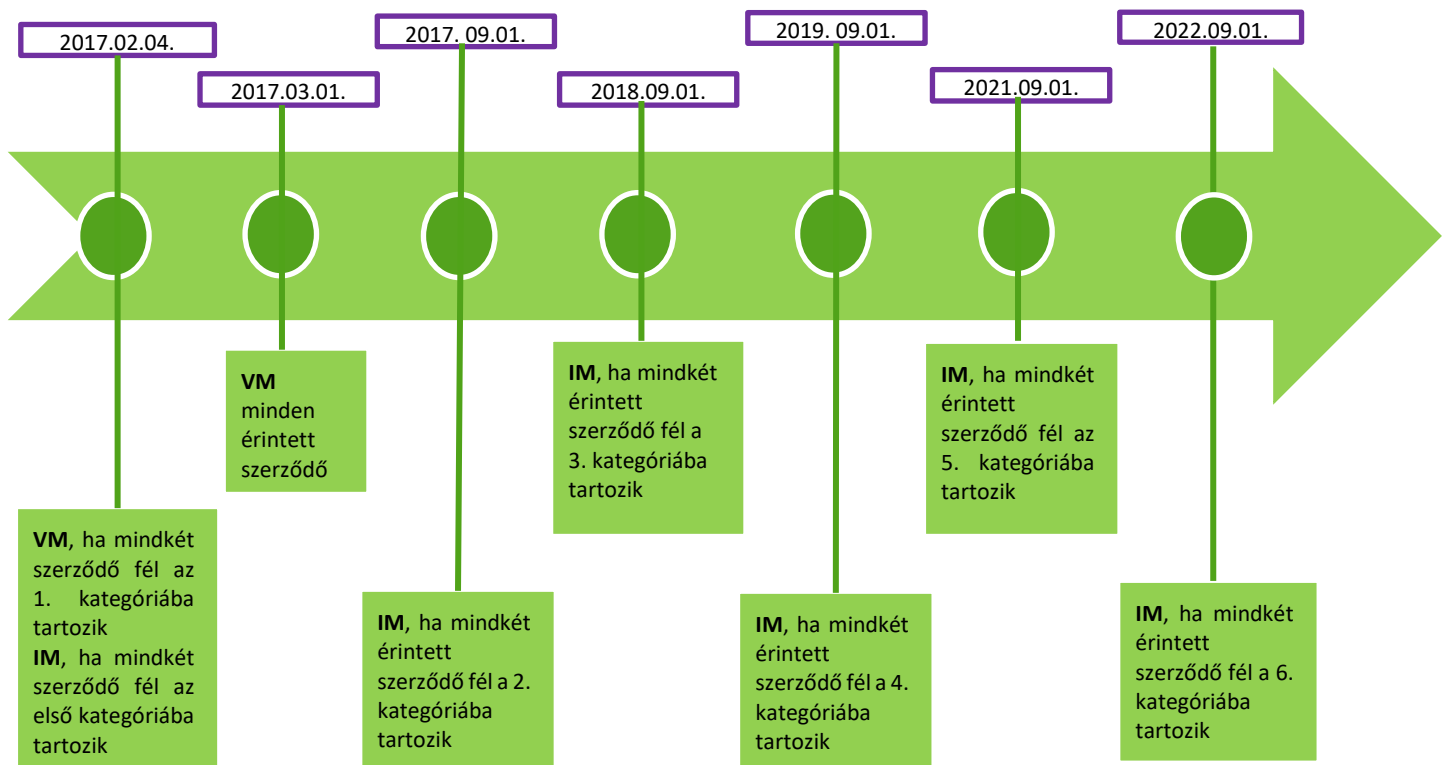 2017.02.04.
2017.03.01.
2017. 09.01.
2018.09.01.
2019. 09.01.
2021.09.01.
2022.09.01.
VM, ha mindkét
szerződő fél az
1. kategóriába
tartozik
IM, ha mindkét
szerződő fél az
első kategóriába
tartozik
VM
minden
érintett
szerződő
IM, ha mindkét
érintett
szerződő fél a 2.
kategóriába
tartozik
IM, ha mindkét
érintett
szerződő fél a
3. kategóriába
tartozik
IM, ha mindkét
érintett
szerződő fél a 4.
kategóriába
tartozik
IM, ha mindkét
érintett
szerződő fél az
5. kategóriába
tartozik
IM, ha mindkét
érintett
szerződő fél a 6.
kategóriába
tartozik